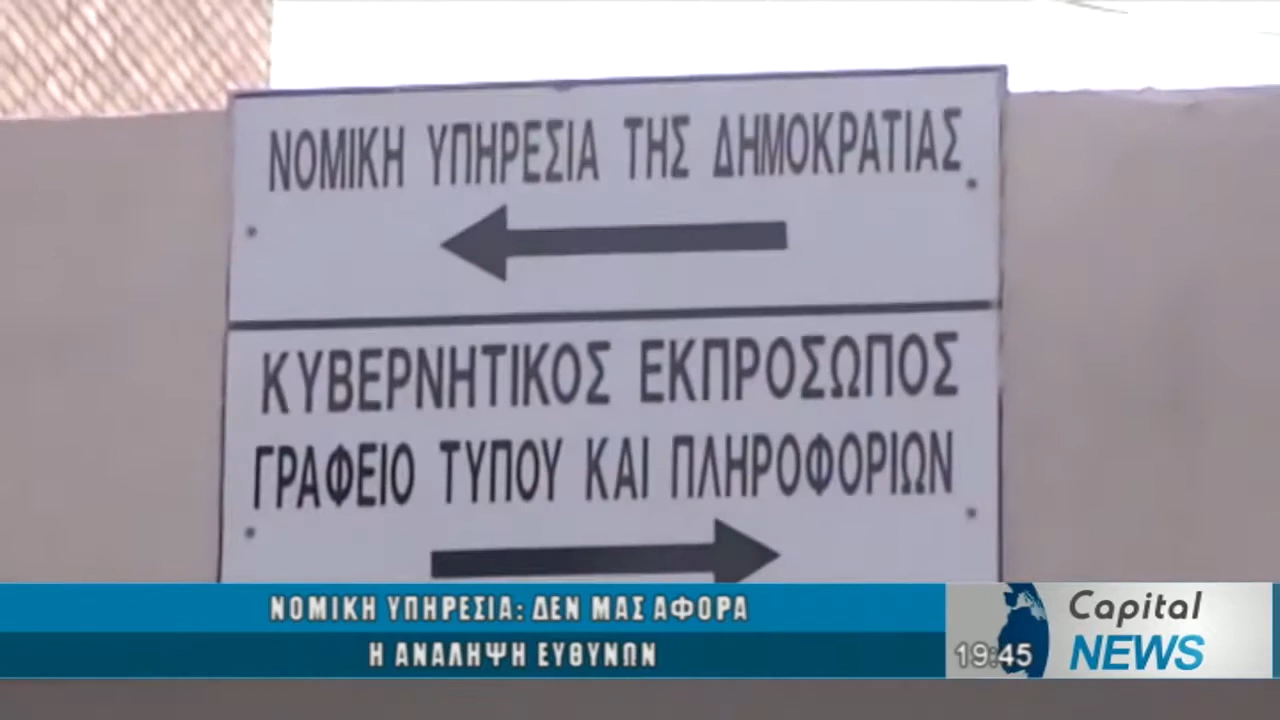 ΝΟΜΙΚΗ ΥΠΗΡΕΣΙΑ ΤΗΣ ΔΗΜΟΚΡΑΤΙΑΣ
ΚΥΒΕΡΝΗΤΙΚΟΣ ΕΚΠΡΟΣΩΠΟΣ
ΓΡΑΦΕΙΟ ΤΥΠΟΥ ΚΑΙ ΠΛΗΡΟΦΟΡΙΩΝ
ΝΟΜΙΚΗ ΥΠΗΡΕΣΙΑ: ΔΕΝ ΜΑΣ ΑΦΟΡΑ
Η ΑΝΑΛΗΨΗ ΕΥΘΥΝΩΝ
19:45
Capital
NEWS